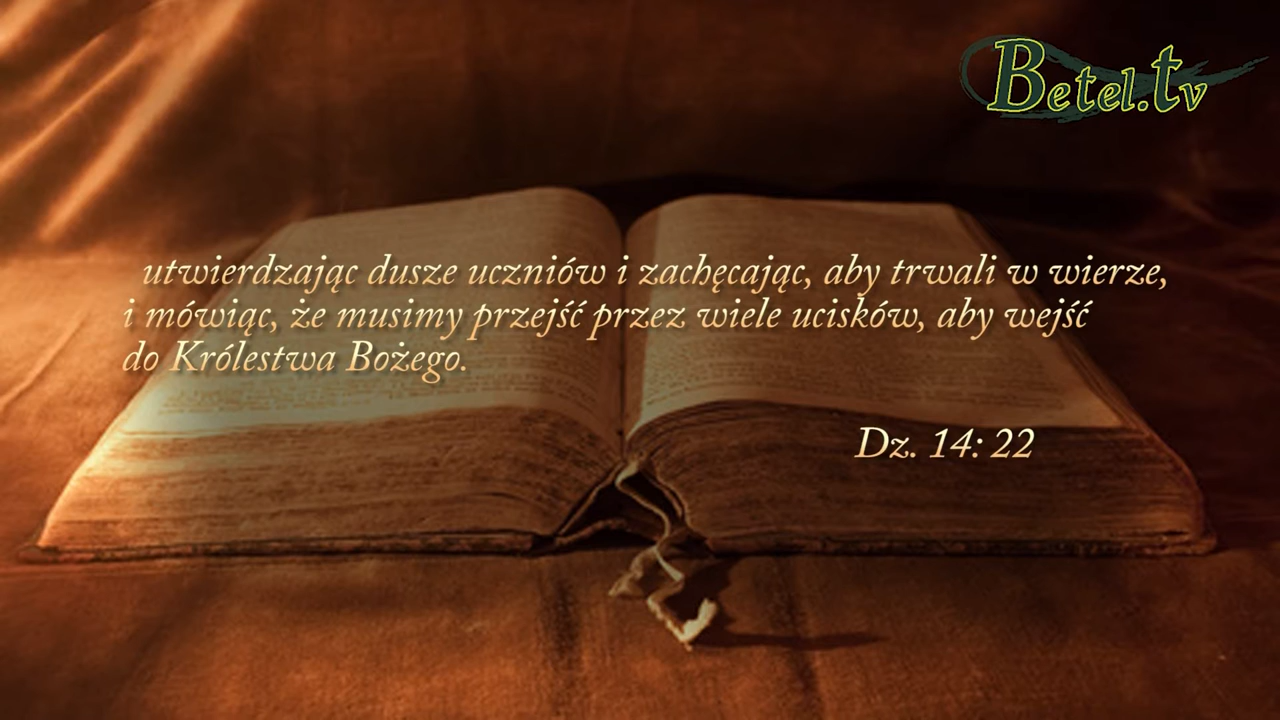 Betel.tv
utwierdzając dusze uczniów i zachęcając, aby trwali w wierze,
i mówiąc, że musimy przejść przez wiele ucisków, aby wejść
do Królestwa Bożego.
Dz. 14: 22